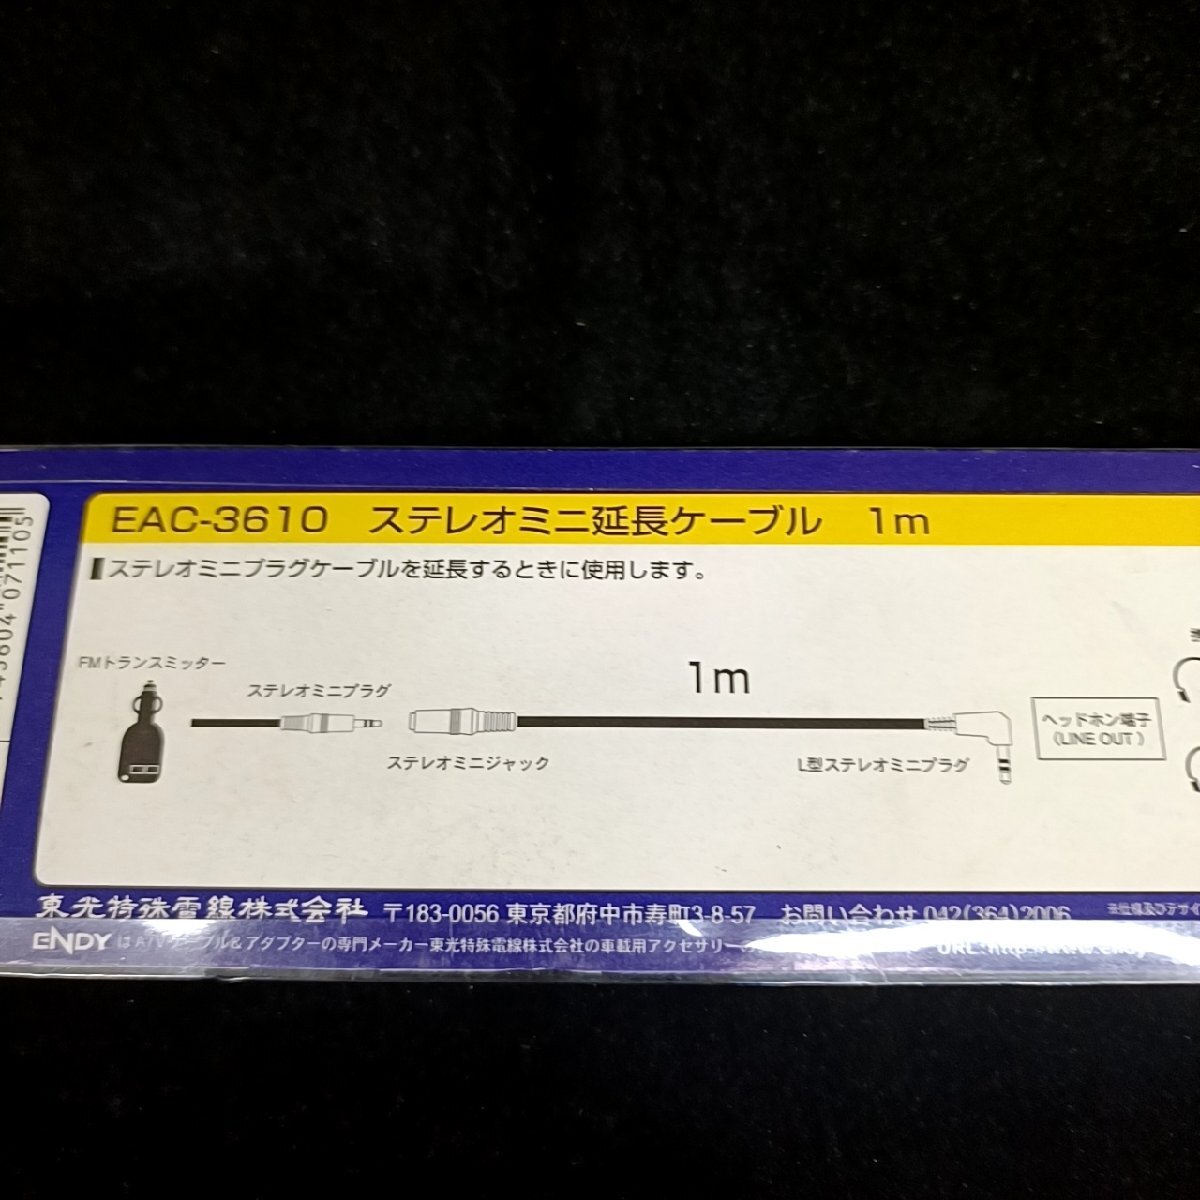 EAC-3610 ステレオミニ延長ケーブル 1m
ステレオミニプラグケーブルを延長するときに使用します。
FMトランスミッター
ステレオミニプラグ
1m
ステレオミニジャック
L型ステレオミニプラグ
ヘッドホン端子
(LINE OUT)
071105
東光特殊電線株式会社 〒183-0056 東京都府中市寿町3-8-57 お問い合わせ 042(364)2006
ENDY は A/Vケーブル&アダプターの専門メーカー東光特殊電線株式会社の車載用アクセサリー